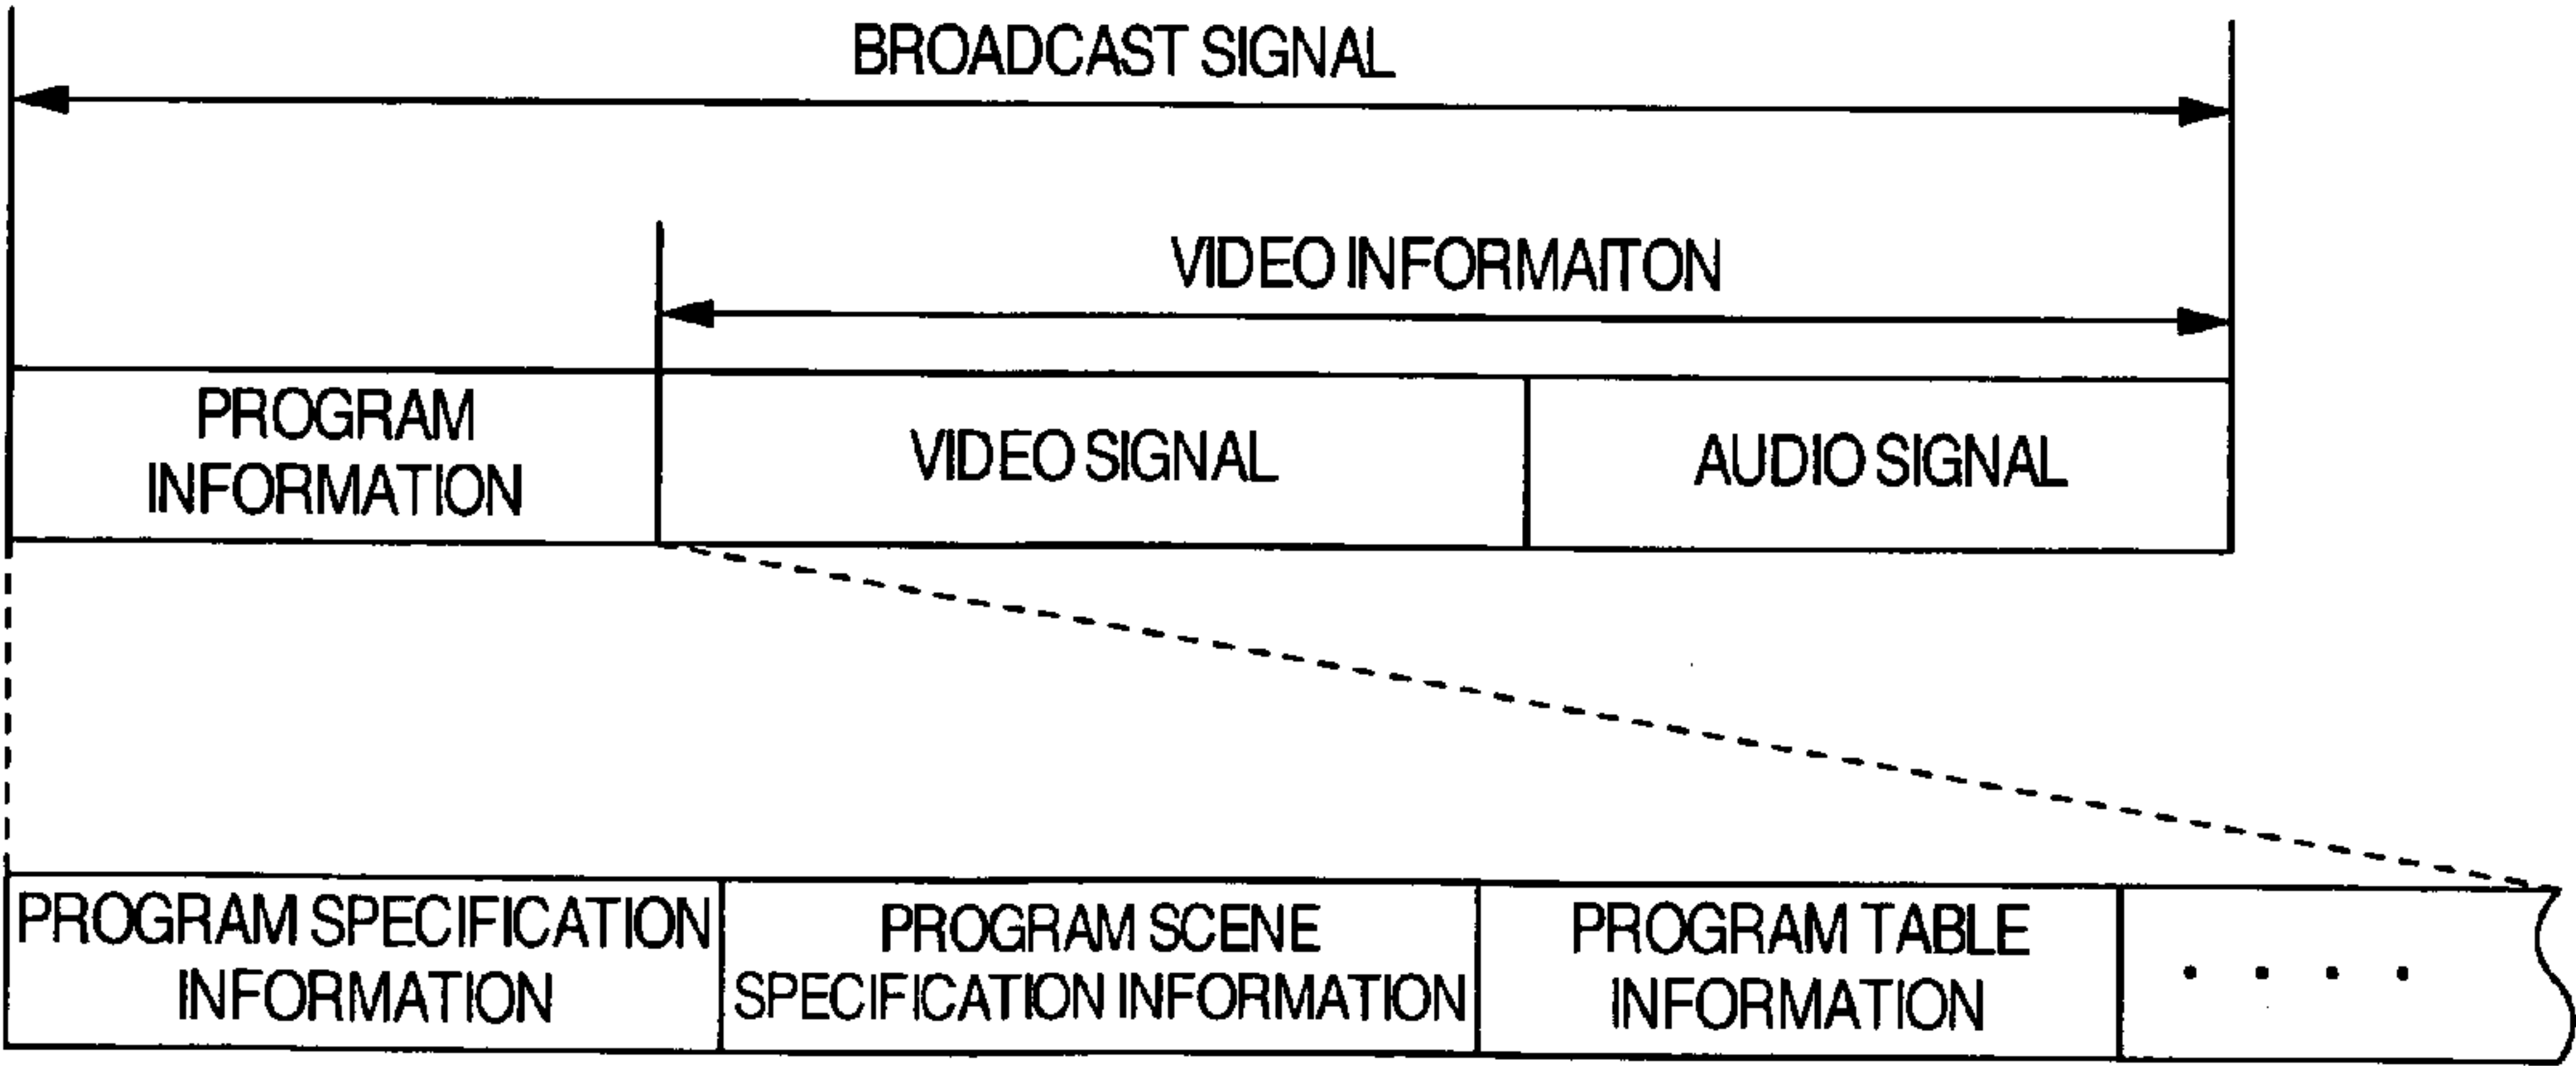 BROADCAST SIGNAL
VIDEO INFORMAITON
PROGRAM
INFORMATION
VIDEO SIGNAL
AUDIO SIGNAL
PROGRAM SPECIFICATION
INFORMATION
PROGRAM SCENE
SPECIFICATION INFORMATION
PROGRAM TABLE
INFORMATION
. . . .